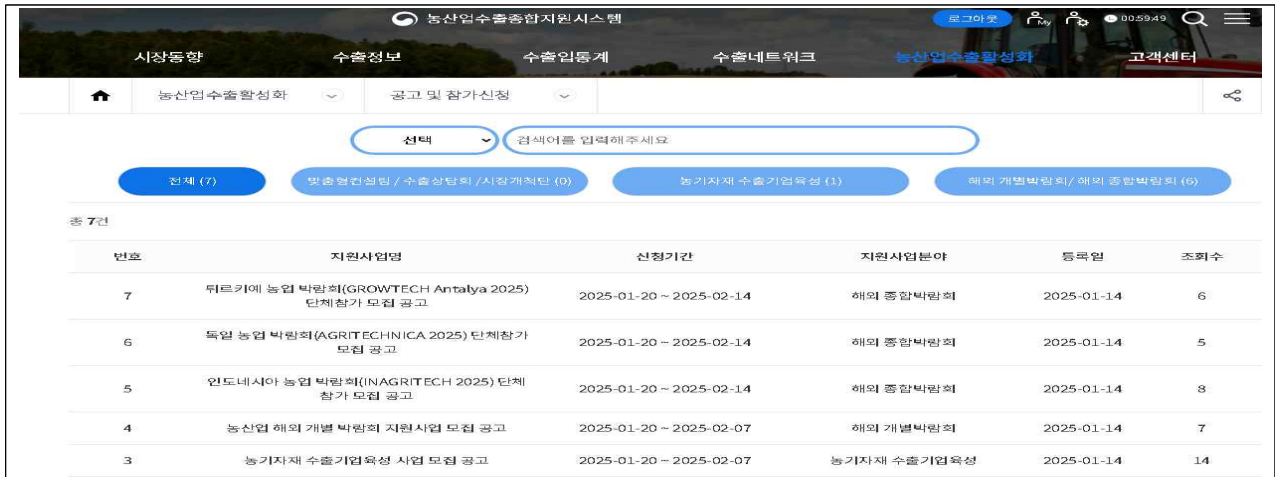 농산업수출종합지원시스템 로그아웃 My 00:59:49
시장동향 수출정보 수출입통계 수출네트워크 농산업수출활성화 고객센터
농산업수출활성화 공고 및 참가신청
선택 검색어를 입력해주세요
전체 (7) 맞춤형컨설팅 / 수출상담회 /시장개척단 (0) 농기자재 수출기업육성 (1) 해외 개별박람회/ 해외 종합박람회 (6)
총 7건
번호 지원사업명 신청기간 지원사업분야 등록일 조회수
7 튀르키예 농업 박람회(GROWTECH Antalya 2025) 단체참가 모집 공고 2025-01-20 ~ 2025-02-14 해외 종합박람회 2025-01-14 6
6 독일 농업 박람회(AGRITECHNICA 2025) 단체참가 모집 공고 2025-01-20 ~ 2025-02-14 해외 종합박람회 2025-01-14 5
5 인도네시아 농업 박람회(INAGRITECH 2025) 단체 참가 모집 공고 2025-01-20 ~ 2025-02-14 해외 종합박람회 2025-01-14 8
4 농산업 해외 개별 박람회 지원사업 모집 공고 2025-01-20 ~ 2025-02-07 해외 개별박람회 2025-01-14 7
3 농기자재 수출기업육성 사업 모집 공고 2025-01-20 ~ 2025-02-07 농기자재 수출기업육성 2025-01-14 14